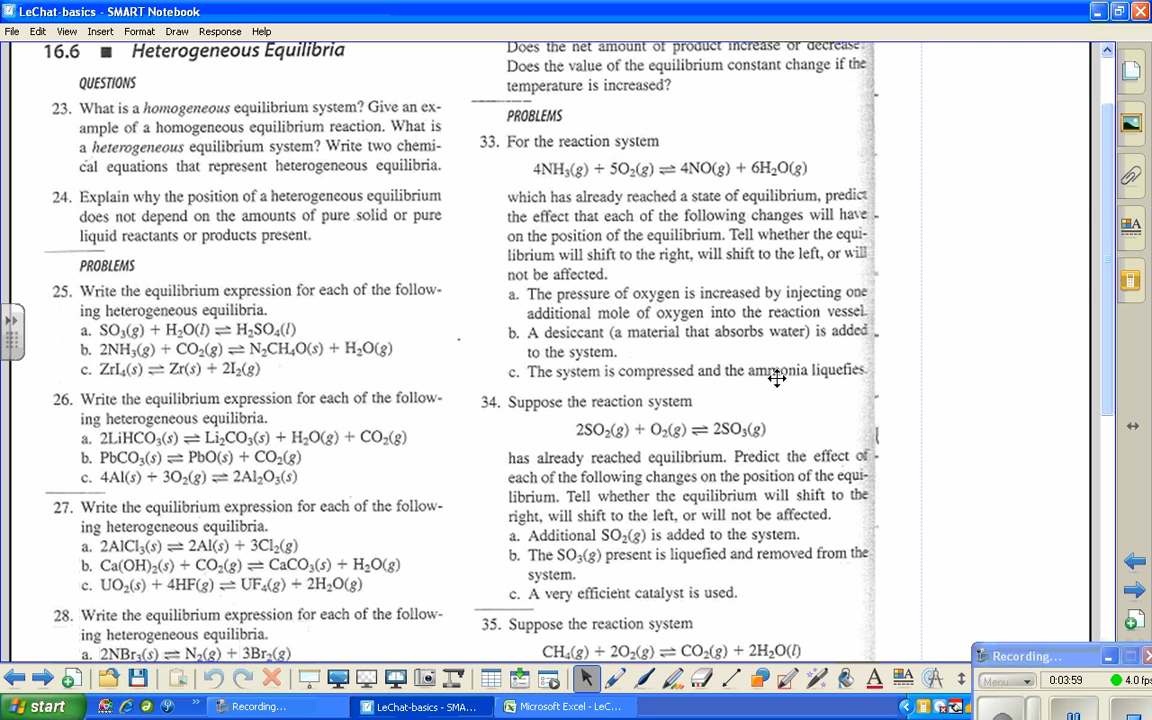 LeChat-basics - SMART Notebook
File Edit View Insert Format Draw Response Help
16.6 ■ Heterogeneous Equilibria
QUESTIONS
23. What is a homogeneous equilibrium system? Give an ex-
ample of a homogeneous equilibrium reaction. What is
a heterogeneous equilibrium system? Write two chemi-
cal equations that represent heterogeneous equilibria.
24. Explain why the position of a heterogeneous equilibrium
does not depend on the amounts of pure solid or pure
liquid reactants or products present.
PROBLEMS
25. Write the equilibrium expression for each of the follow-
ing heterogeneous equilibria.
a. SO₃(g) + H₂O(l) ⇌ H₂SO₄(l)
b. 2NH₃(g) + CO₂(g) ⇌ N₂CH₄O(s) + H₂O(g)
c. ZrI₄(s) ⇌ Zr(s) + 2I₂(g)
26. Write the equilibrium expression for each of the follow-
ing heterogeneous equilibria.
a. 2LiHCO₃(s) ⇌ Li₂CO₃(s) + H₂O(g) + CO₂(g)
b. PbCO₃(s) ⇌ PbO(s) + CO₂(g)
c. 4Al(s) + 3O₂(g) ⇌ 2Al₂O₃(s)
27. Write the equilibrium expression for each of the follow-
ing heterogeneous equilibria.
a. 2AlCl₃(s) ⇌ 2Al(s) + 3Cl₂(g)
b. Ca(OH)₂(s) + CO₂(g) ⇌ CaCO₃(s) + H₂O(g)
c. UO₂(s) + 4HF(g) ⇌ UF₄(g) + 2H₂O(g)
28. Write the equilibrium expression for each of the follow-
ing heterogeneous equilibria.
a. 2NBr₃(s) ⇌ N₂(g) + 3Br₂(g)
Does the net amount of product increase or decrease?
Does the value of the equilibrium constant change if the
temperature is increased?
PROBLEMS
33. For the reaction system
4NH₃(g) + 5O₂(g) ⇌ 4NO(g) + 6H₂O(g)
which has already reached a state of equilibrium, predict
the effect that each of the following changes will have
on the position of the equilibrium. Tell whether the equi-
librium will shift to the right, will shift to the left, or will
not be affected.
a. The pressure of oxygen is increased by injecting one
additional mole of oxygen into the reaction vessel.
b. A desiccant (a material that absorbs water) is added
to the system.
c. The system is compressed and the ammonia liquefies.
34. Suppose the reaction system
2SO₂(g) + O₂(g) ⇌ 2SO₃(g)
has already reached equilibrium. Predict the effect of
each of the following changes on the position of the equi-
librium. Tell whether the equilibrium will shift to the
right, will shift to the left, or will not be affected.
a. Additional SO₂(g) is added to the system.
b. The SO₃(g) present is liquefied and removed from the
system.
c. A very efficient catalyst is used.
35. Suppose the reaction system
CH₄(g) + 2O₂(g) ⇌ CO₂(g) + 2H₂O(l)
Recording...
Menu
0:03:59
4.0 fps
start
Recording...
LeChat-basics - SMA...
Microsoft Excel - LeC...